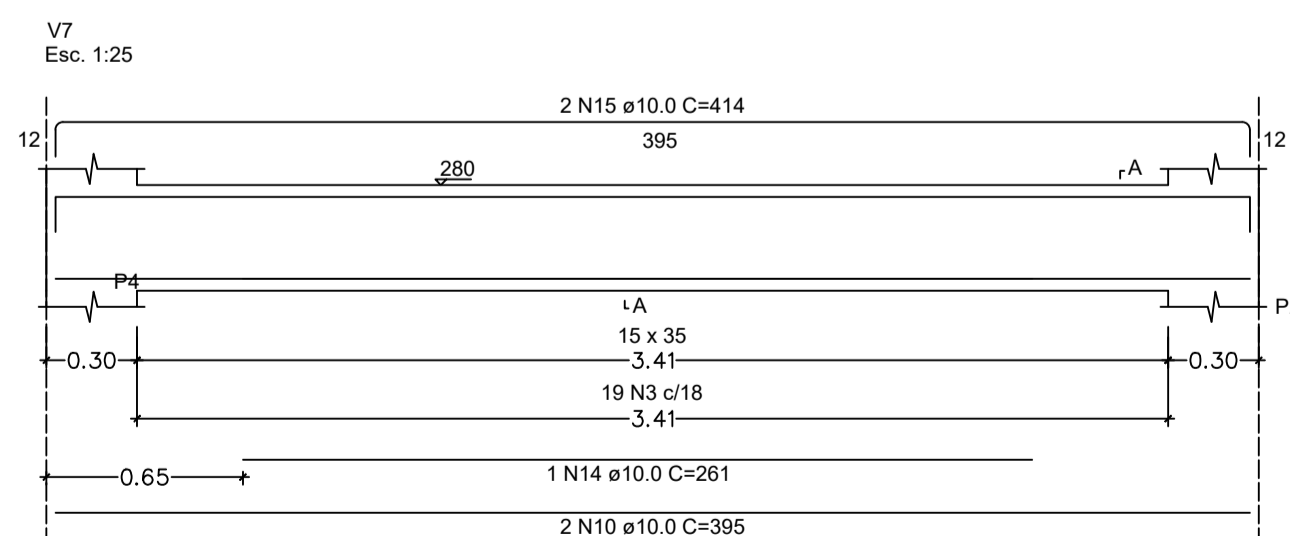 V7
Esc. 1:25
2 N15 ø10.0 C=414
12 395 12
280 A
P4
A P
15 x 35
0.30 3.41 0.30
19 N3 c/18
3.41
0.65 1 N14 ø10.0 C=261
2 N10 ø10.0 C=395